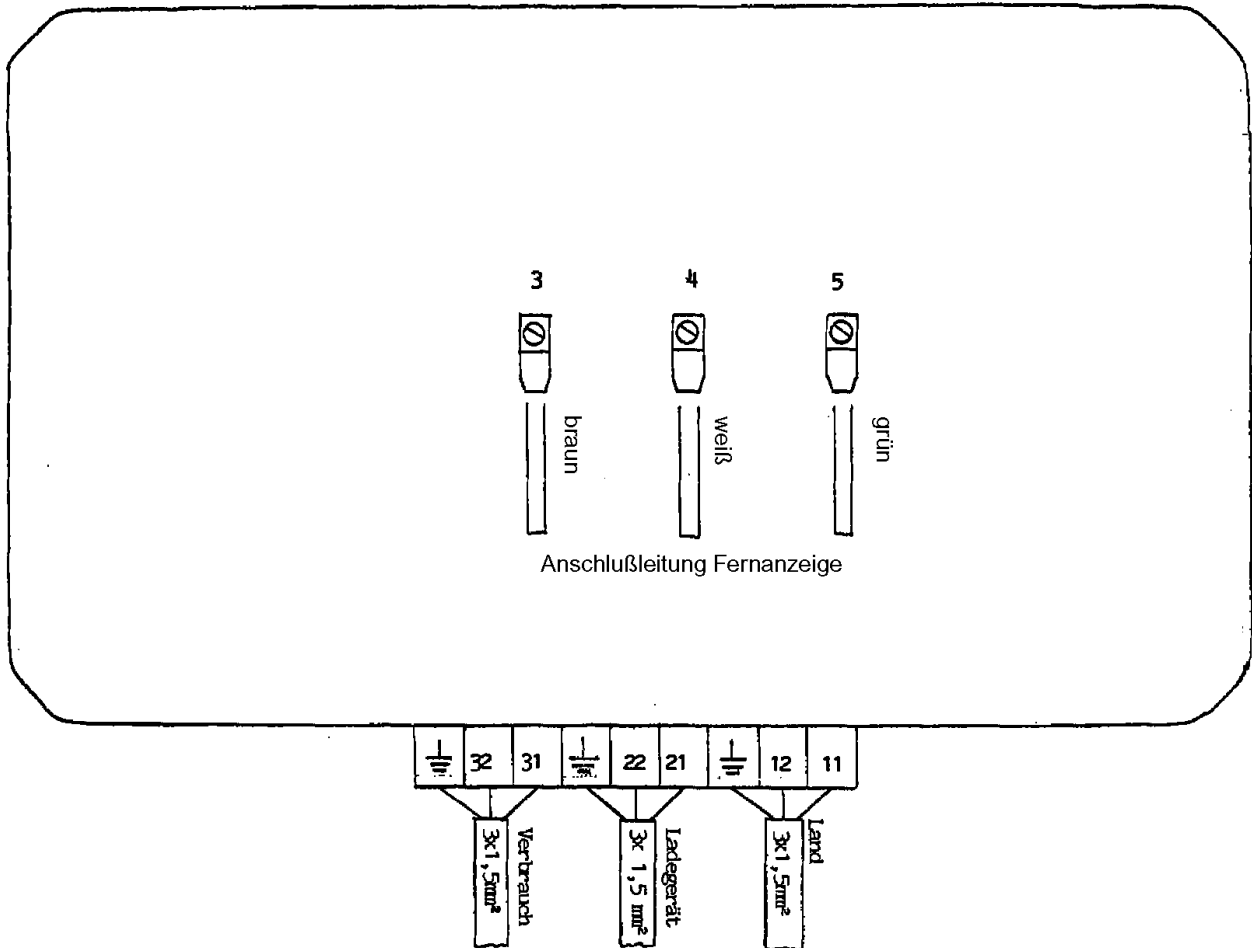 3 4 5
braun
weiß
grün
Anschlußleitung Fernanzeige
32 31 22 21 12 11
3x1,5mm²
Verbrauch
3x 1,5 mm²
Ladegerät
3x1,5mm²
Land